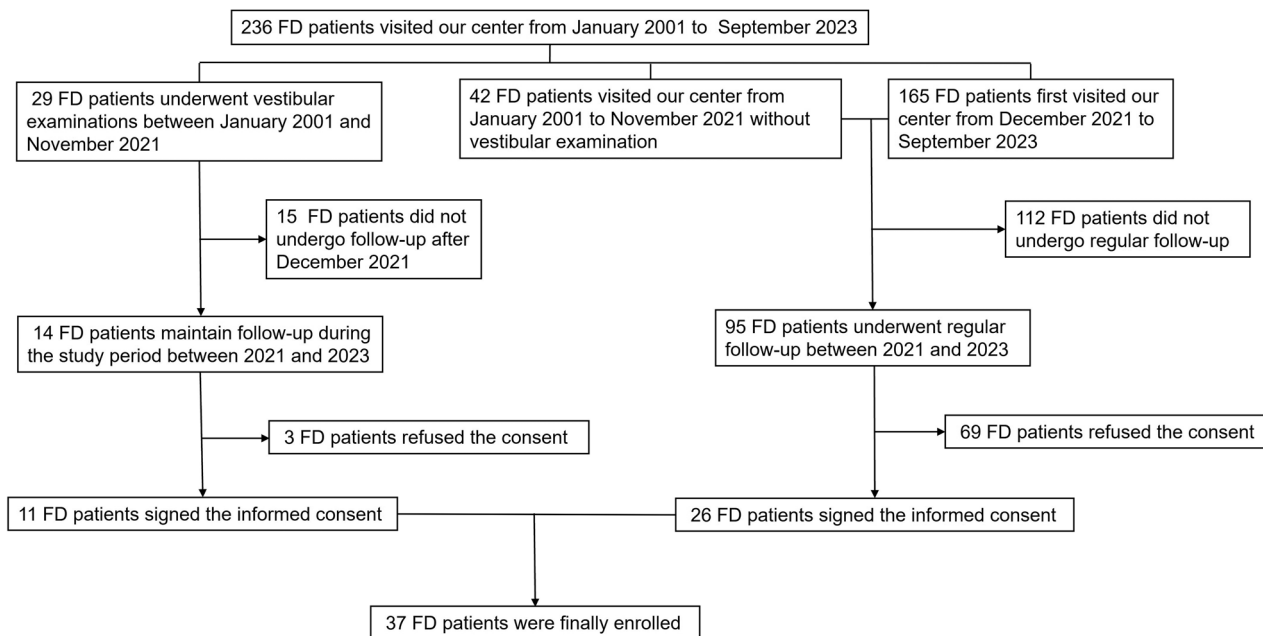 236 FD patients visited our center from January 2001 to September 2023
29 FD patients underwent vestibular
examinations between January 2001 and
November 2021
42 FD patients visited our center from
January 2001 to November 2021 without
vestibular examination
165 FD patients first visited our
center from December 2021 to
September 2023
15 FD patients did not
undergo follow-up after
December 2021
112 FD patients did not
undergo regular follow-up
14 FD patients maintain follow-up during
the study period between 2021 and 2023
95 FD patients underwent regular
follow-up between 2021 and 2023
3 FD patients refused the consent
69 FD patients refused the consent
11 FD patients signed the informed consent
26 FD patients signed the informed consent
37 FD patients were finally enrolled